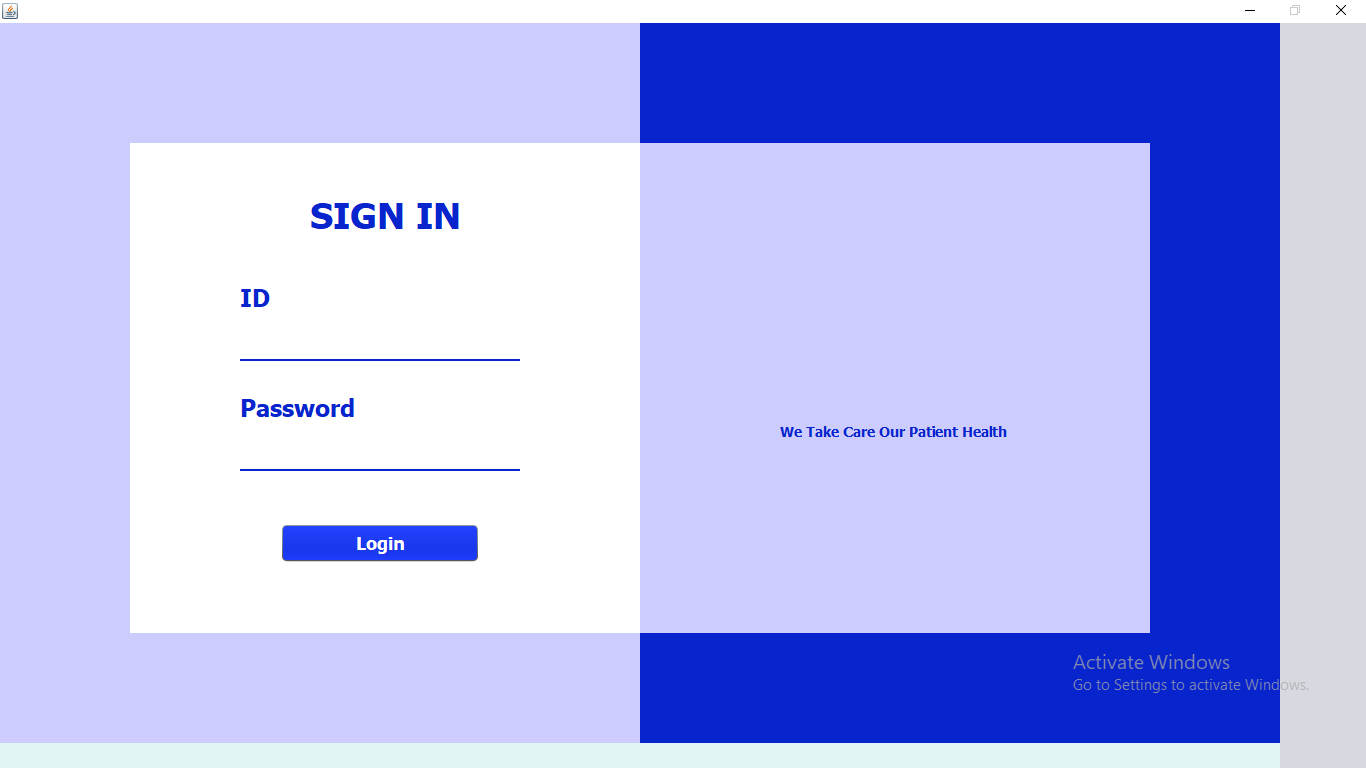 SIGN IN
ID
Password
We Take Care Our Patient Health
Login
Activate Windows
Go to Settings to activate Windows.